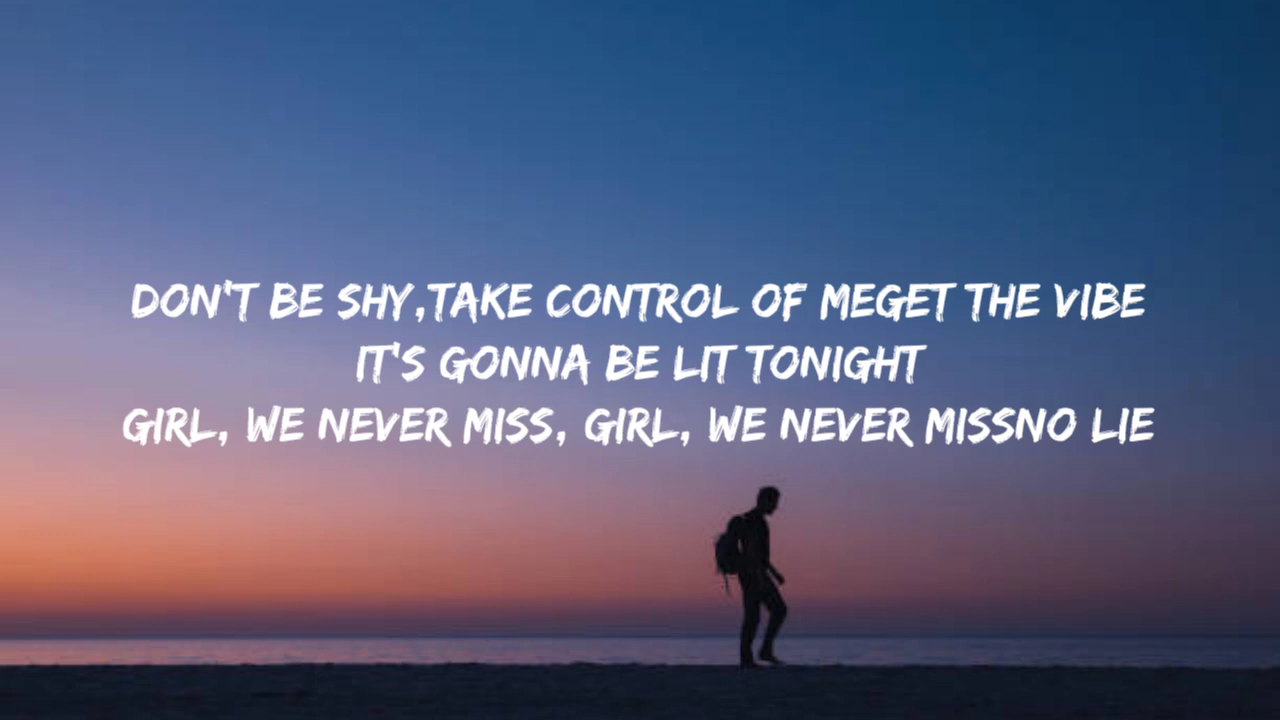 DON'T BE SHY,TAKE CONTROL OF MEGET THE VIBE
IT'S GONNA BE LIT TONIGHT
GIRL, WE NEVER MISS, GIRL, WE NEVER MISSNO LIE